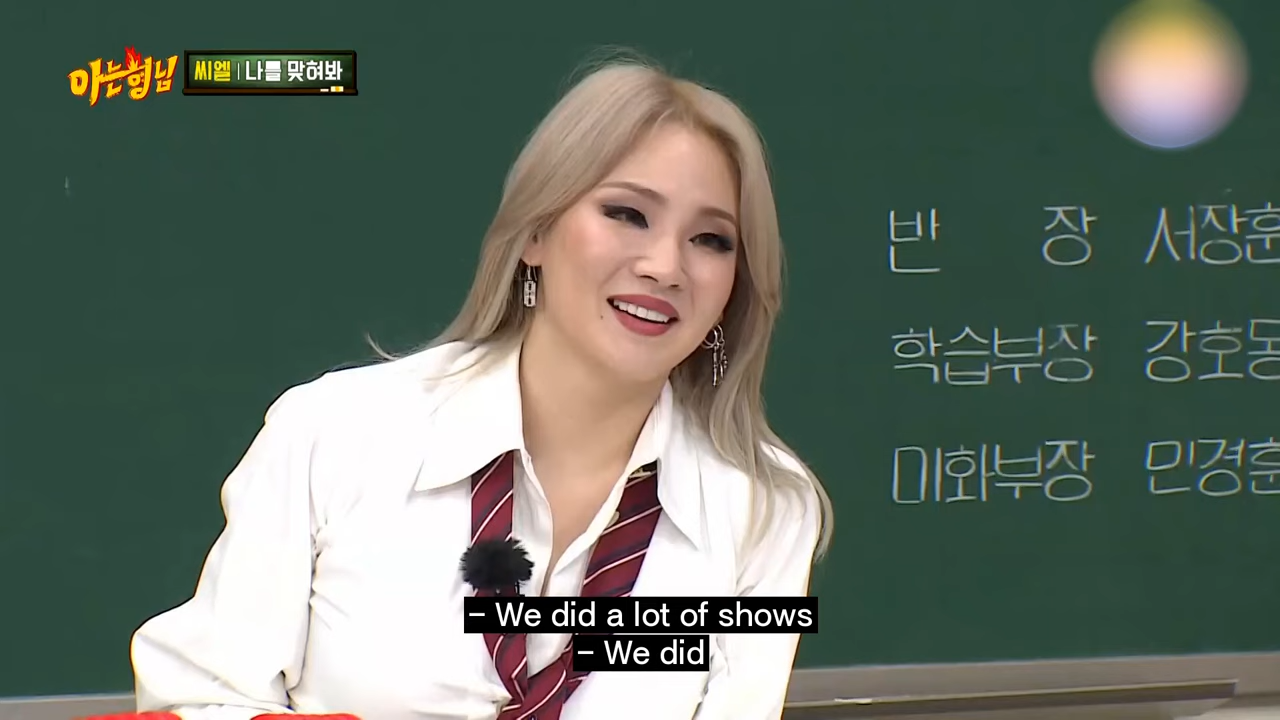 아는형님
씨엘 | 나를 맞혀봐
반 장 서장훈
학습부장 강호동
미화부장 민경훈
– We did a lot of shows
– We did